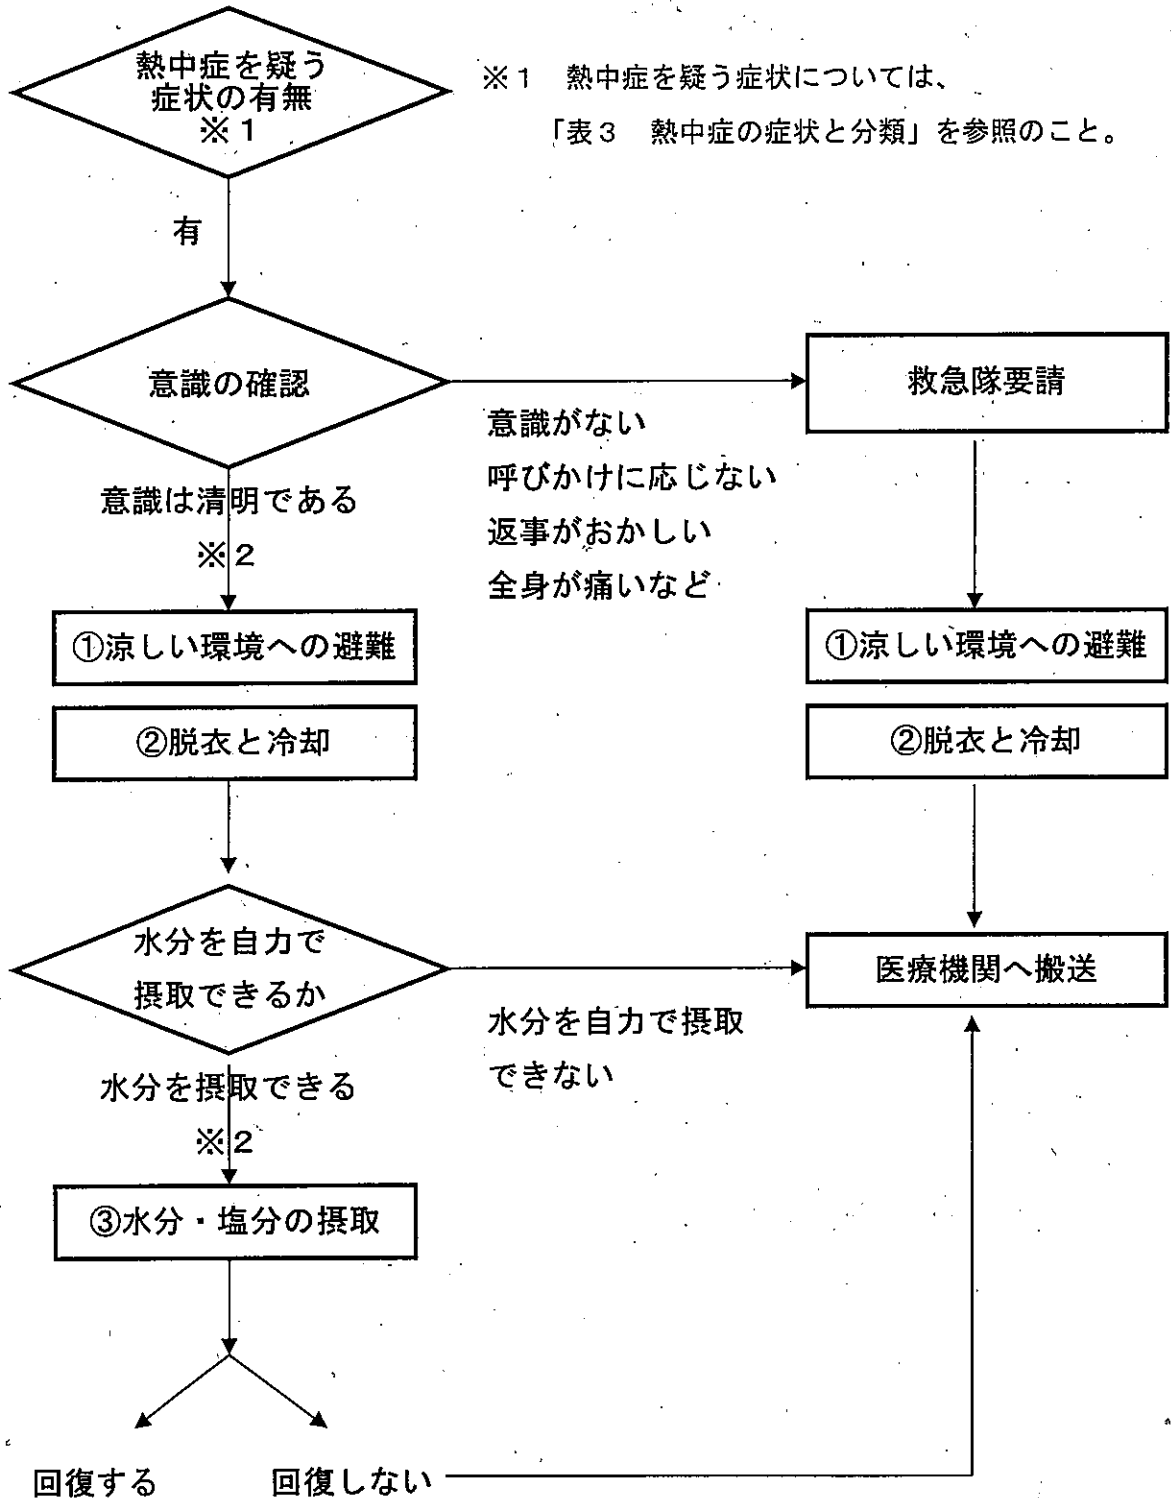 熱中症を疑う
症状の有無
※1
※1　熱中症を疑う症状については、
「表3　熱中症の症状と分類」を参照のこと。
有
意識の確認
救急隊要請
意識がない
呼びかけに応じない
返事がおかしい
全身が痛いなど
意識は清明である
※2
①涼しい環境への避難
①涼しい環境への避難
②脱衣と冷却
②脱衣と冷却
水分を自力で
摂取できるか
医療機関へ搬送
水分を自力で摂取
できない
水分を摂取できる
※2
③水分・塩分の摂取
回復する
回復しない